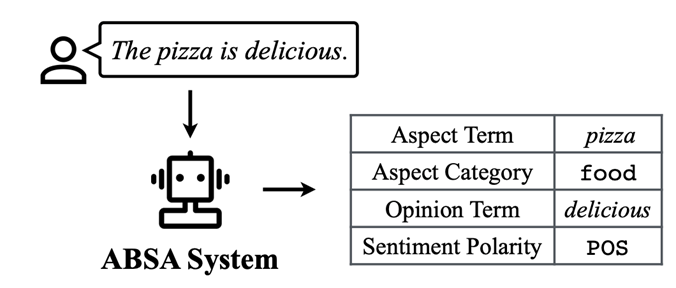 The pizza is delicious.
ABSA System
Aspect Term pizza
Aspect Category food
Opinion Term delicious
Sentiment Polarity POS